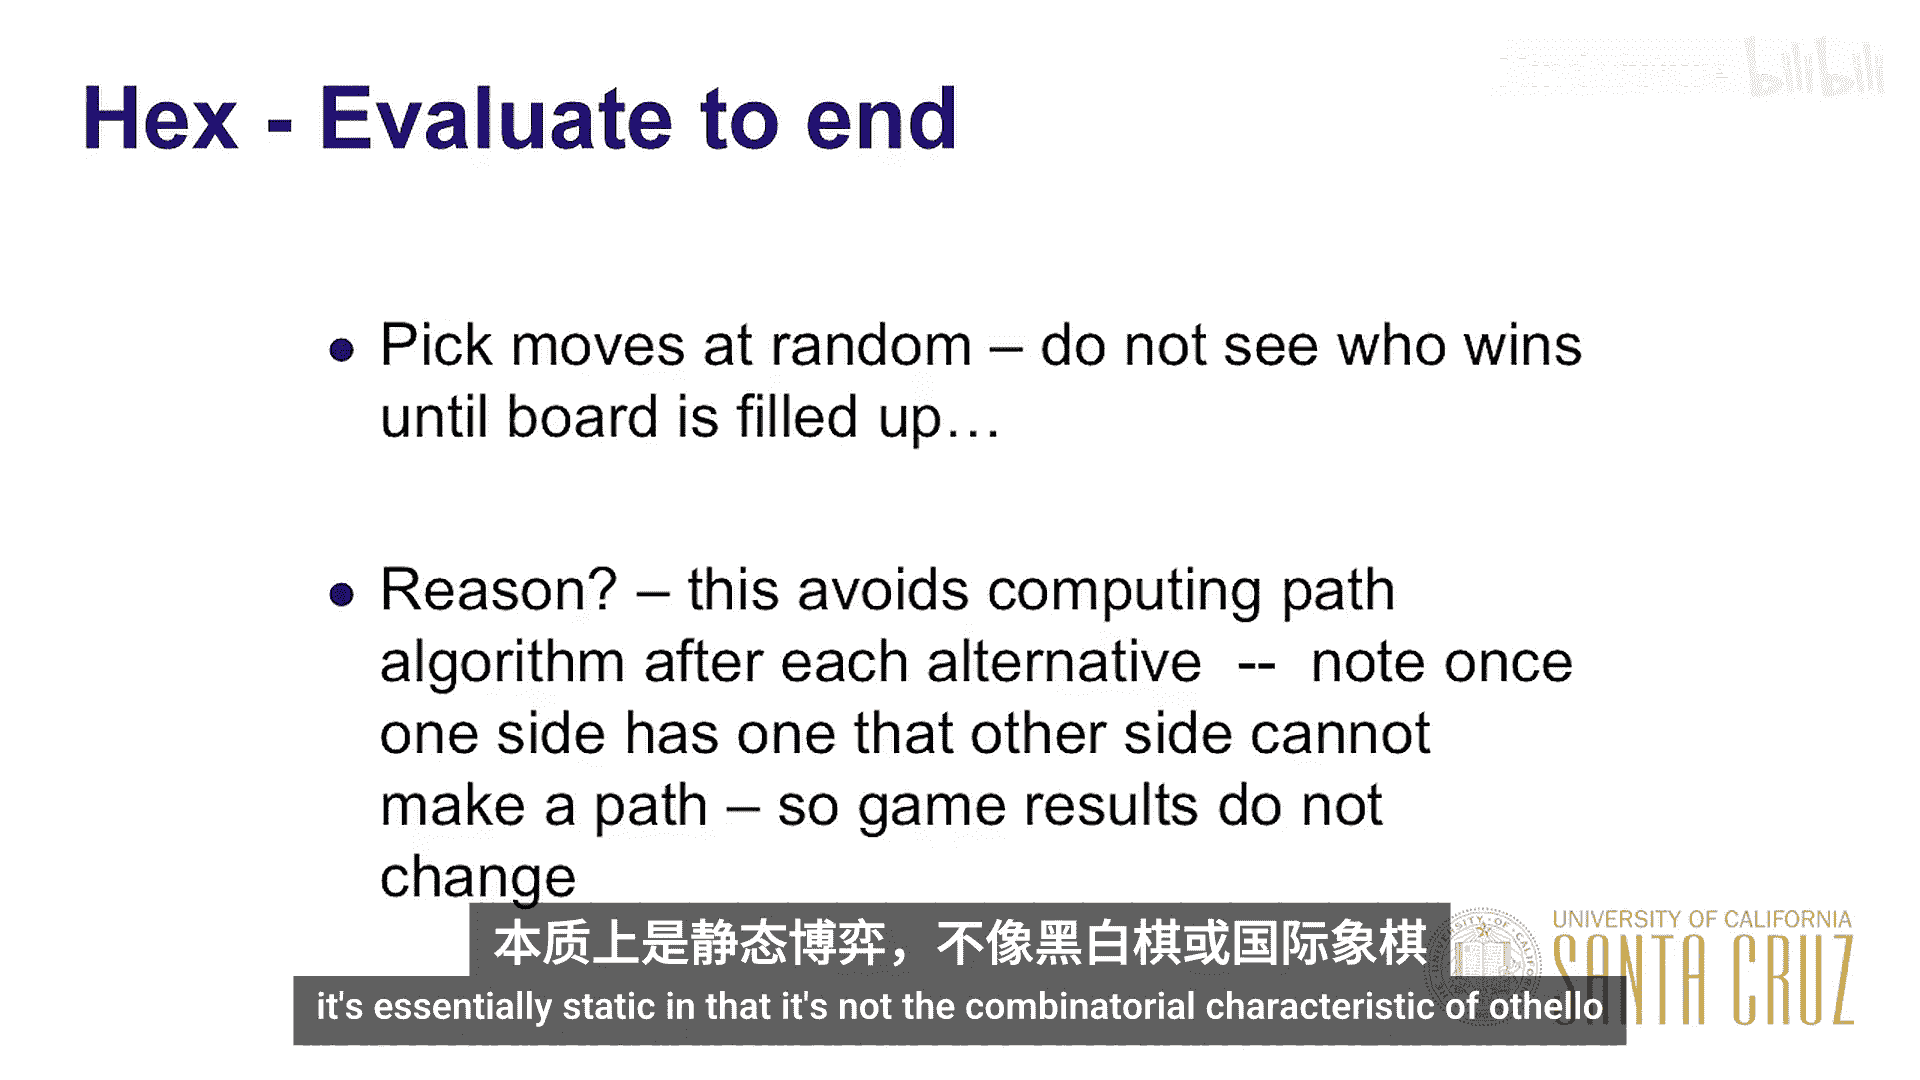 Hex - Evaluate to end
bilibili
● Pick moves at random – do not see who wins
until board is filled up…
● Reason? – this avoids computing path
algorithm after each alternative -- note once
one side has one that other side cannot
make a path – so game results do not
change
本质上是静态博弈，不像黑白棋或国际象棋
it's essentially static in that it's not the combinatorial characteristic of othello
UNIVERSITY OF CALIFORNIA
SANTA CRUZ